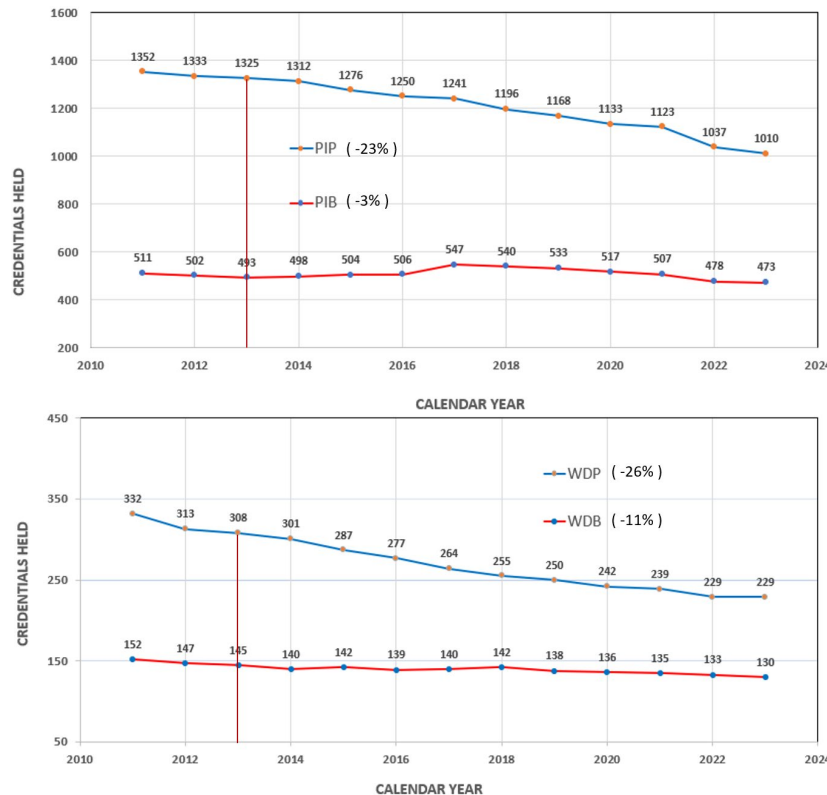 1600
1400
1200
1000
800
600
400
200
CREDENTIALS HELD
1352 1333 1325 1312 1276 1250 1241 1196 1168 1133 1123 1037 1010
PIP ( -23% )
PIB ( -3% )
511 502 493 498 504 506 547 540 533 517 507 478 473
2010 2012 2014 2016 2018 2020 2022 2024
CALENDAR YEAR
450
350
250
150
50
CREDENTIALS HELD
WDP ( -26% )
WDB ( -11% )
332 313 308 301 287 277 264 255 250 242 239 229 229
152 147 145 140 142 139 140 142 138 136 135 133 130
2010 2012 2014 2016 2018 2020 2022 2024
CALENDAR YEAR